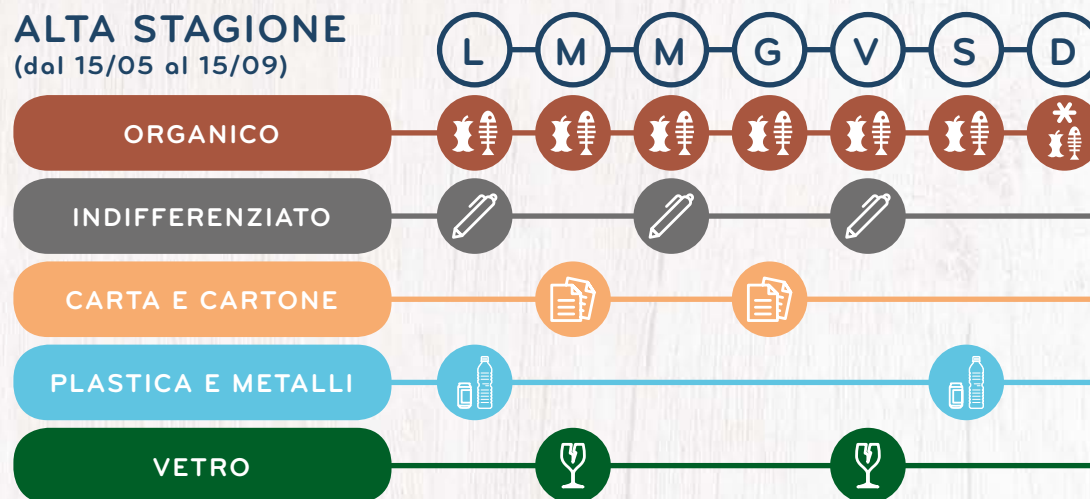 ALTA STAGIONE
(dal 15/05 al 15/09)
L M M G V S D
ORGANICO
*
INDIFFERENZIATO
CARTA E CARTONE
PLASTICA E METALLI
VETRO